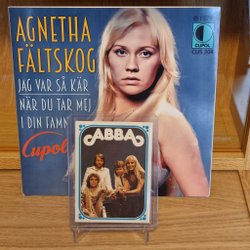 AGNETHA
FÄLTSKOG
JAG VAR SÅ KÄR
NÄR DU TAR MEJ
I DIN FAMN
Cupol
CUPOL
ABBA